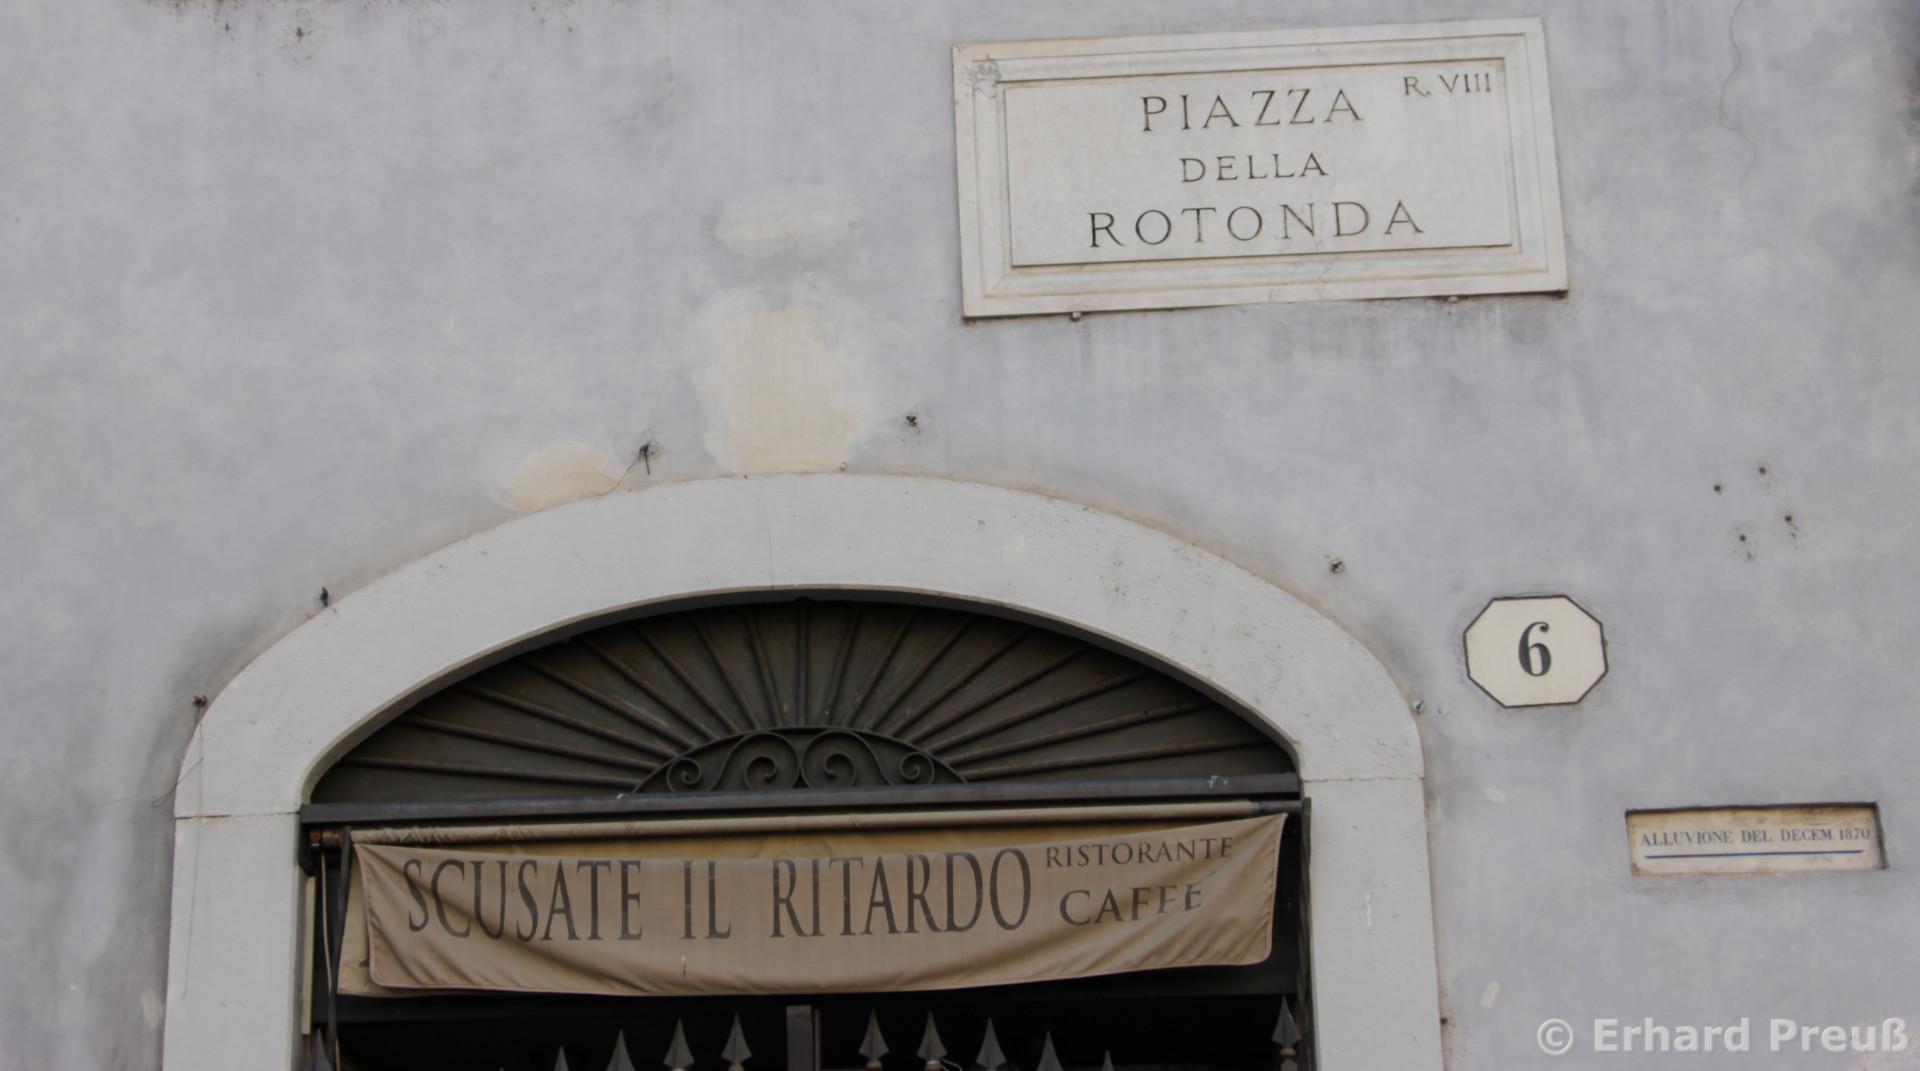 R. VIII
PIAZZA
DELLA
ROTONDA
6
ALLUVIONE DEL DECEM. 1870
SCUSATE IL RITARDO
RISTORANTE
CAFFE'
© Erhard Preuß